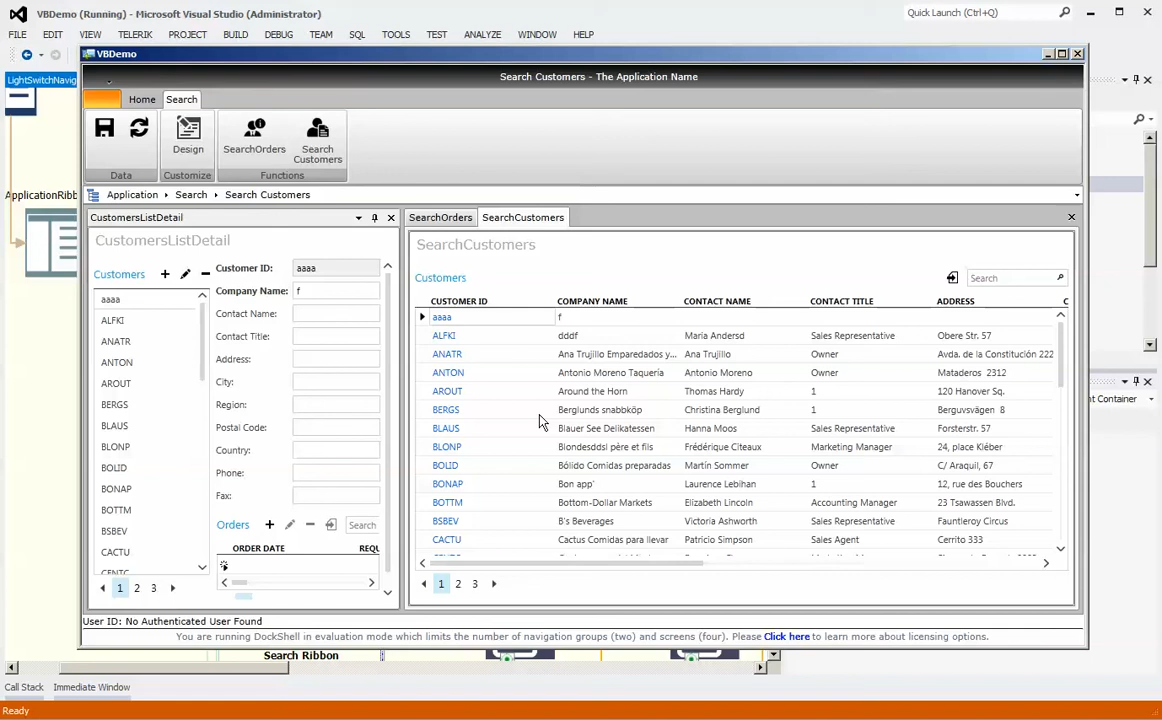 VBDemo (Running) - Microsoft Visual Studio (Administrator)
Quick Launch (Ctrl+Q)
FILE EDIT VIEW TELERIK PROJECT BUILD DEBUG TEAM SQL TOOLS TEST ANALYZE WINDOW HELP
VBDemo
LightSwitchNavig
Search Customers - The Application Name
Home Search
Design SearchOrders Search Customers
Data Customize Functions
ApplicationRibb
Application Search Search Customers
CustomersListDetail
SearchOrders SearchCustomers
CustomersListDetail
SearchCustomers
Customers
Customer ID: aaaa
Company Name: f
Contact Name:
Contact Title:
Address:
City:
Region:
Postal Code:
Country:
Phone:
Fax:
aaaa
ALFKI
ANATR
ANTON
AROUT
BERGS
BLAUS
BLONP
BOLID
BONAP
BOTTM
BSBEV
CACTU
CENTC
1 2 3
Orders Search
ORDER DATE REQU
Customers Search
CUSTOMER ID COMPANY NAME CONTACT NAME CONTACT TITLE ADDRESS C
aaaa f
ALFKI dddf María Andersd Sales Representative Obere Str. 57
ANATR Ana Trujillo Emparedados y... Ana Trujillo Owner Avda. de la Constitución 222
ANTON Antonio Moreno Taquería Antonio Moreno Owner Mataderos 2312
AROUT Around the Horn Thomas Hardy 1 120 Hanover Sq.
BERGS Berglunds snabbköp Christina Berglund 1 Berguvsvägen 8
BLAUS Blauer See Delikatessen Hanna Moos Sales Representative Forsterstr. 57
BLONP Blondesddsl père et fils Frédérique Citeaux Marketing Manager 24, place Kléber
BOLID Bólido Comidas preparadas Martín Sommer Owner C/ Araquil, 67
BONAP Bon app' Laurence Lebihan 1 12, rue des Bouchers
BOTTM Bottom-Dollar Markets Elizabeth Lincoln Accounting Manager 23 Tsawassen Blvd.
BSBEV B's Beverages Victoria Ashworth Sales Representative Fauntleroy Circus
CACTU Cactus Comidas para llevar Patricio Simpson Sales Agent Cerrito 333
1 2 3
nt Container
User ID: No Authenticated User Found
You are running DockShell in evaluation mode which limits the number of navigation groups (two) and screens (four). Please Click here to learn more about licensing options.
Search Ribbon
Call Stack Immediate Window
Ready